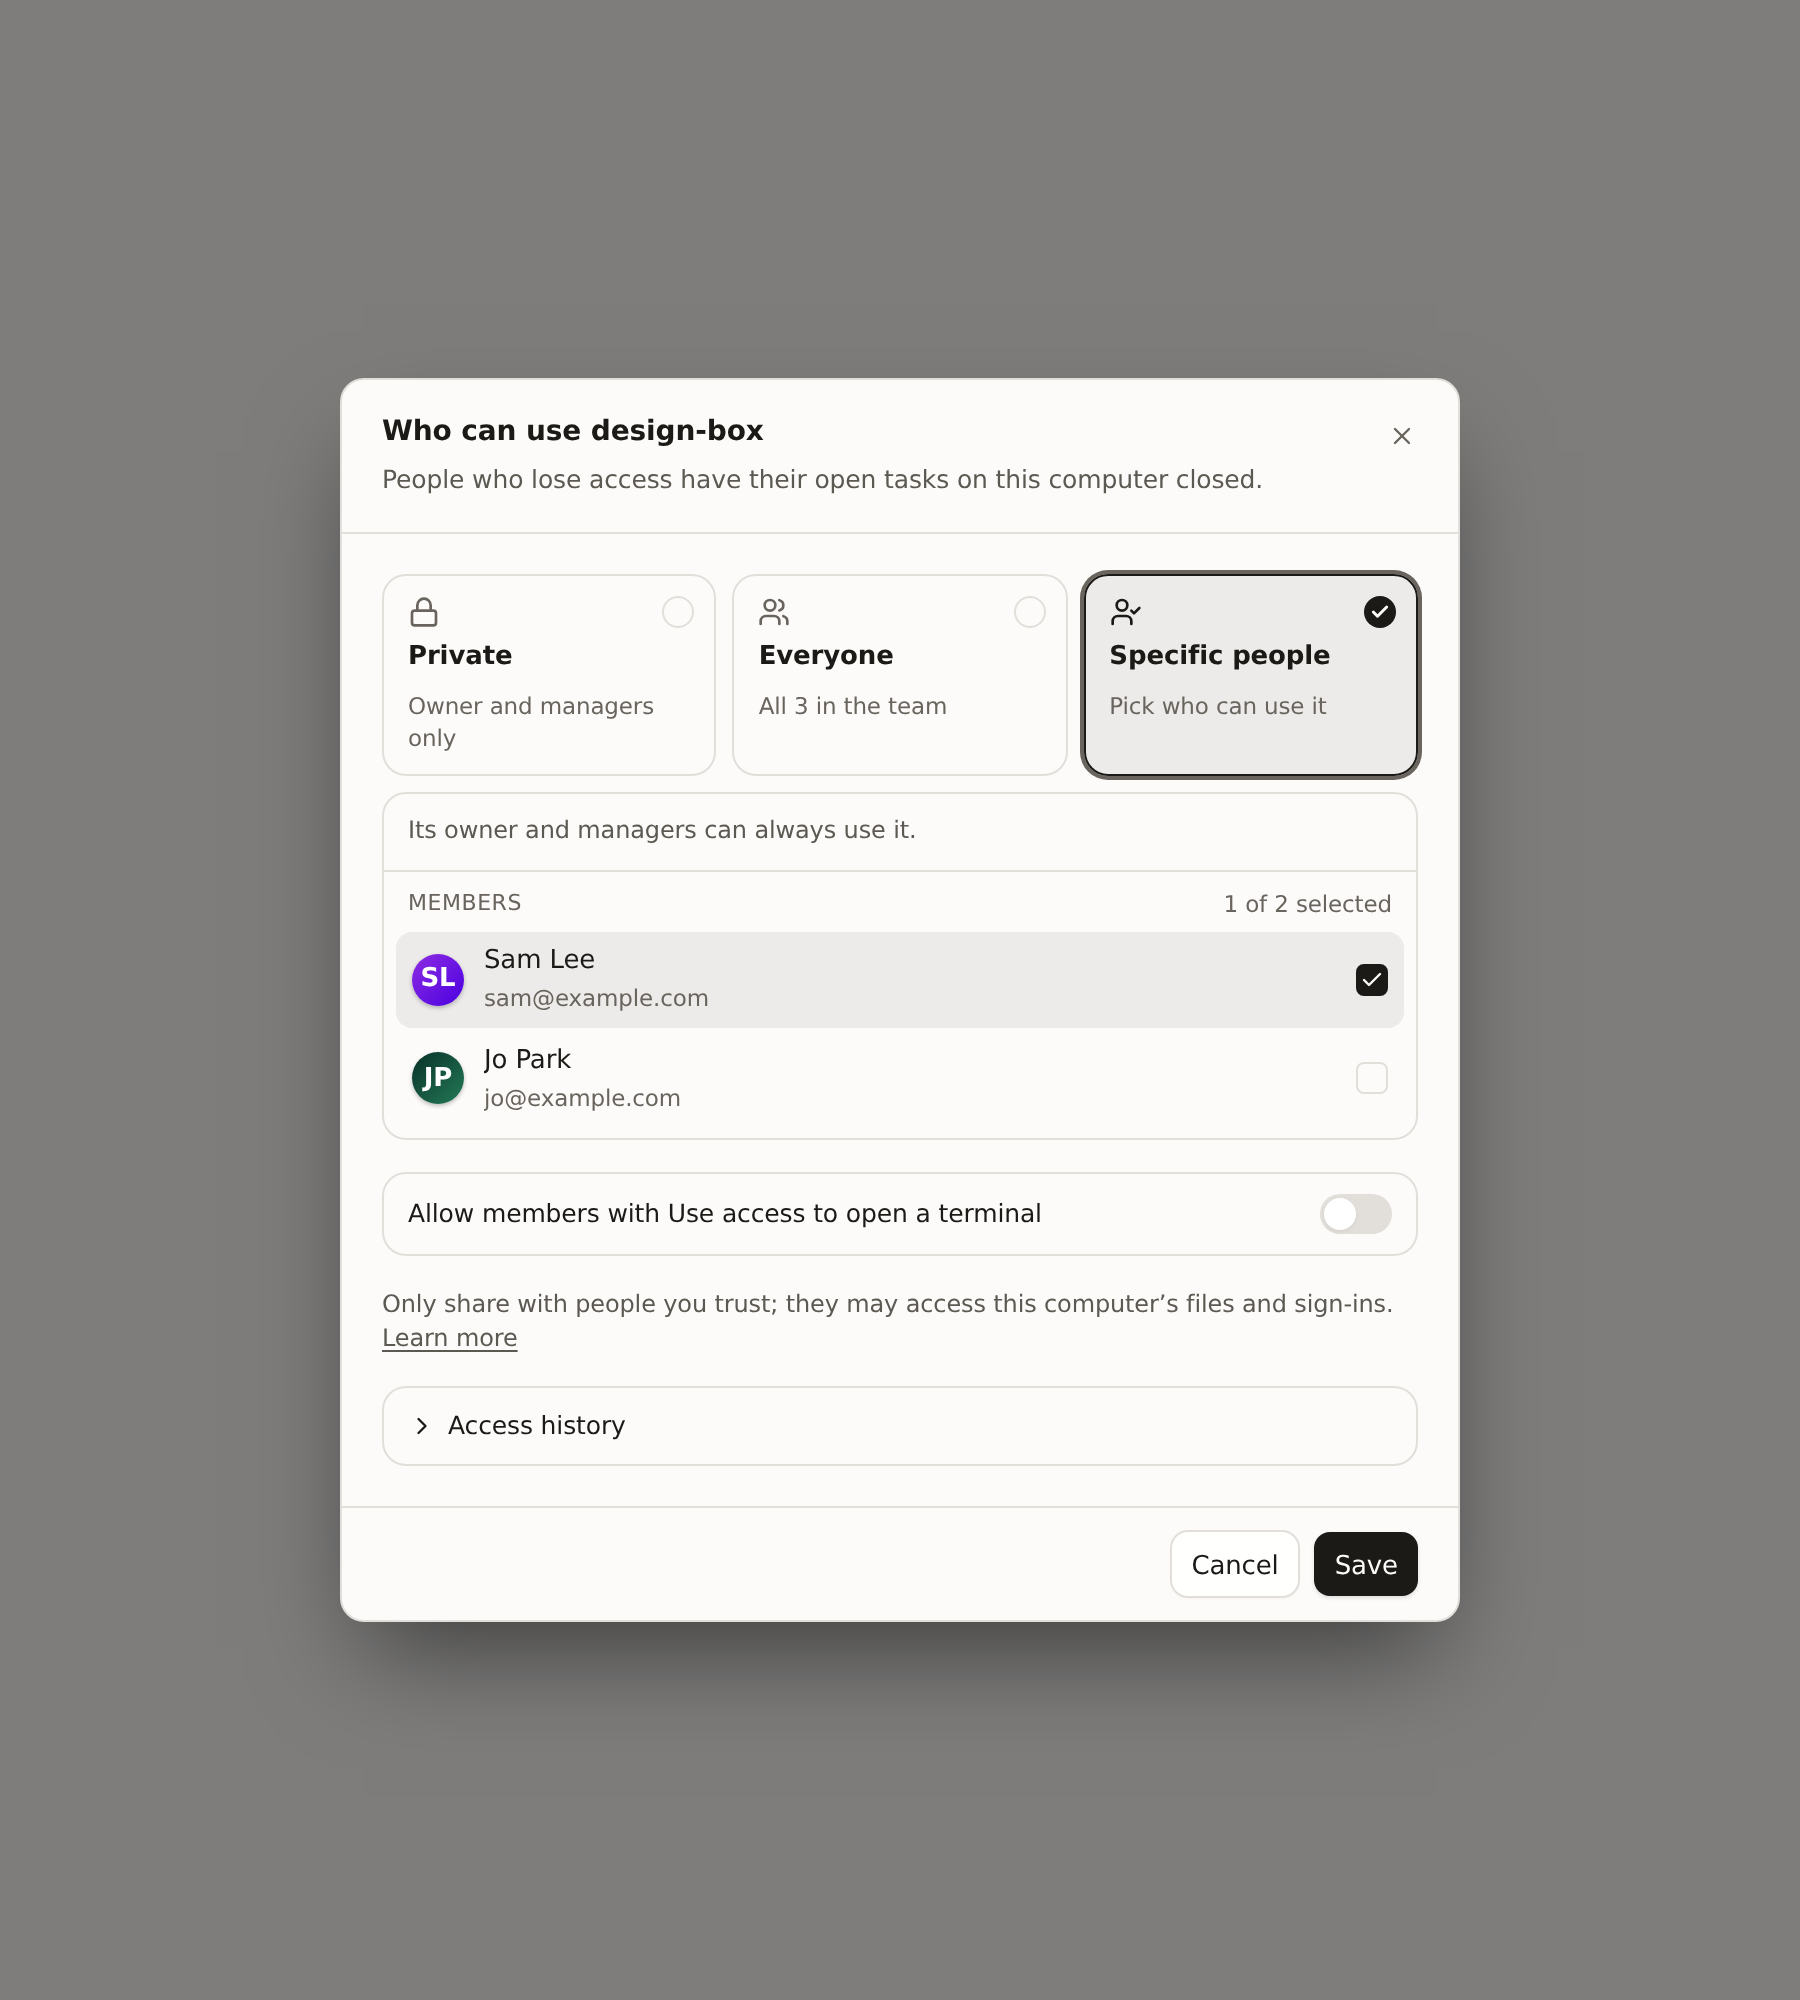 Who can use design-box
People who lose access have their open tasks on this computer closed.
Private
Owner and managers
only
Everyone
All 3 in the team
Specific people
Pick who can use it
Its owner and managers can always use it.
MEMBERS
1 of 2 selected
SL
Sam Lee
sam@example.com
JP
Jo Park
jo@example.com
Allow members with Use access to open a terminal
Only share with people you trust; they may access this computer’s files and sign-ins.
Learn more
Access history
Cancel
Save